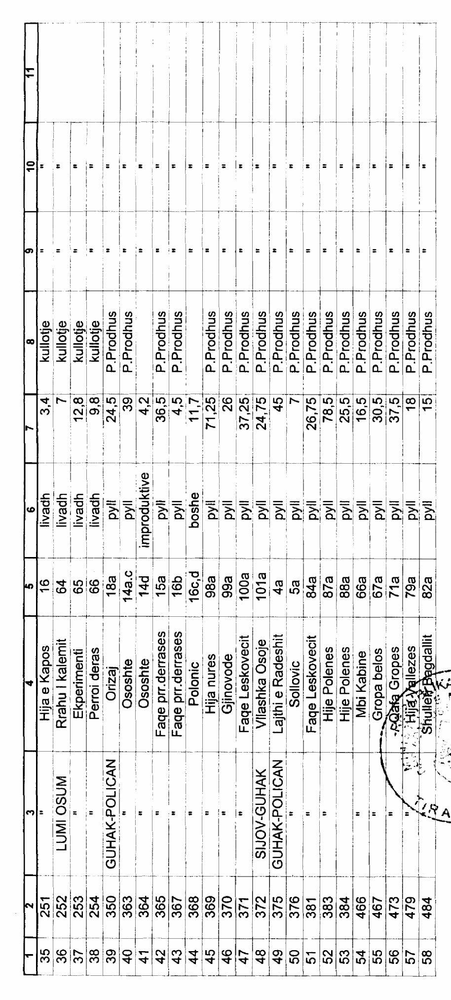 1 2 3 4 5 6 7 8 9 10 11
35 251 " Hija e Kapos 16 livadh 3,4 kullotje " "
36 252 LUMI OSUM Rrahu I kalemit 64 livadh 7 kullotje " "
37 253 " Ekperimenti 65 livadh 12,8 kullotje " "
38 254 " Perroi deras 66 livadh 9,8 kullotje " "
39 350 GUHAK-POLICAN Orizaj 18a pyll 24,5 P.Prodhus " "
40 363 " Ososhte 14a.c pyll 39 P.Prodhus " "
41 364 " Ososhte 14d improduktive 4,2 " "
42 365 " Faqe prr.derrases 15a pyll 36,5 P.Prodhus " "
43 367 " Faqe prr.derrases 16b pyll 4,5 P.Prodhus " "
44 368 " Polonic 16c,d boshe 11,7 " "
45 369 " Hija nures 98a pyll 71,25 P.Prodhus " "
46 370 " Gjinovode 99a pyll 26 P.Prodhus " "
47 371 " Faqe Leskovecit 100a pyll 37,25 P.Prodhus " "
48 372 SIJOV-GUHAK Vllashka Osoje 101a pyll 24,75 P.Prodhus " "
49 375 GUHAK-POLICAN Lajthi e Radeshit 4a pyll 45 P.Prodhus " "
50 376 " Sollovic 5a pyll 7 P.Prodhus " "
51 381 " Faqe Leskovecit 84a pyll 26,75 P.Prodhus " "
52 383 " Hije Polenes 87a pyll 78,5 P.Prodhus " "
53 384 Hije Polenes 88a pyll 25,5 P.Prodhus " "
54 466 " Mbi Kabine 66a pyll 16,5 P.Prodhus " "
55 467 " Gropa belos 67a pyll 30,5 P.Prodhus " "
56 473 " Qafa Gropes 71a pyll 37,5 P.Prodhus " "
57 479 " Hija Vellezes 79a pyll 18 P.Prodhus " "
58 484 " Shulleri Bagdallit 82a pyll 15 P.Prodhus " "
TIRA